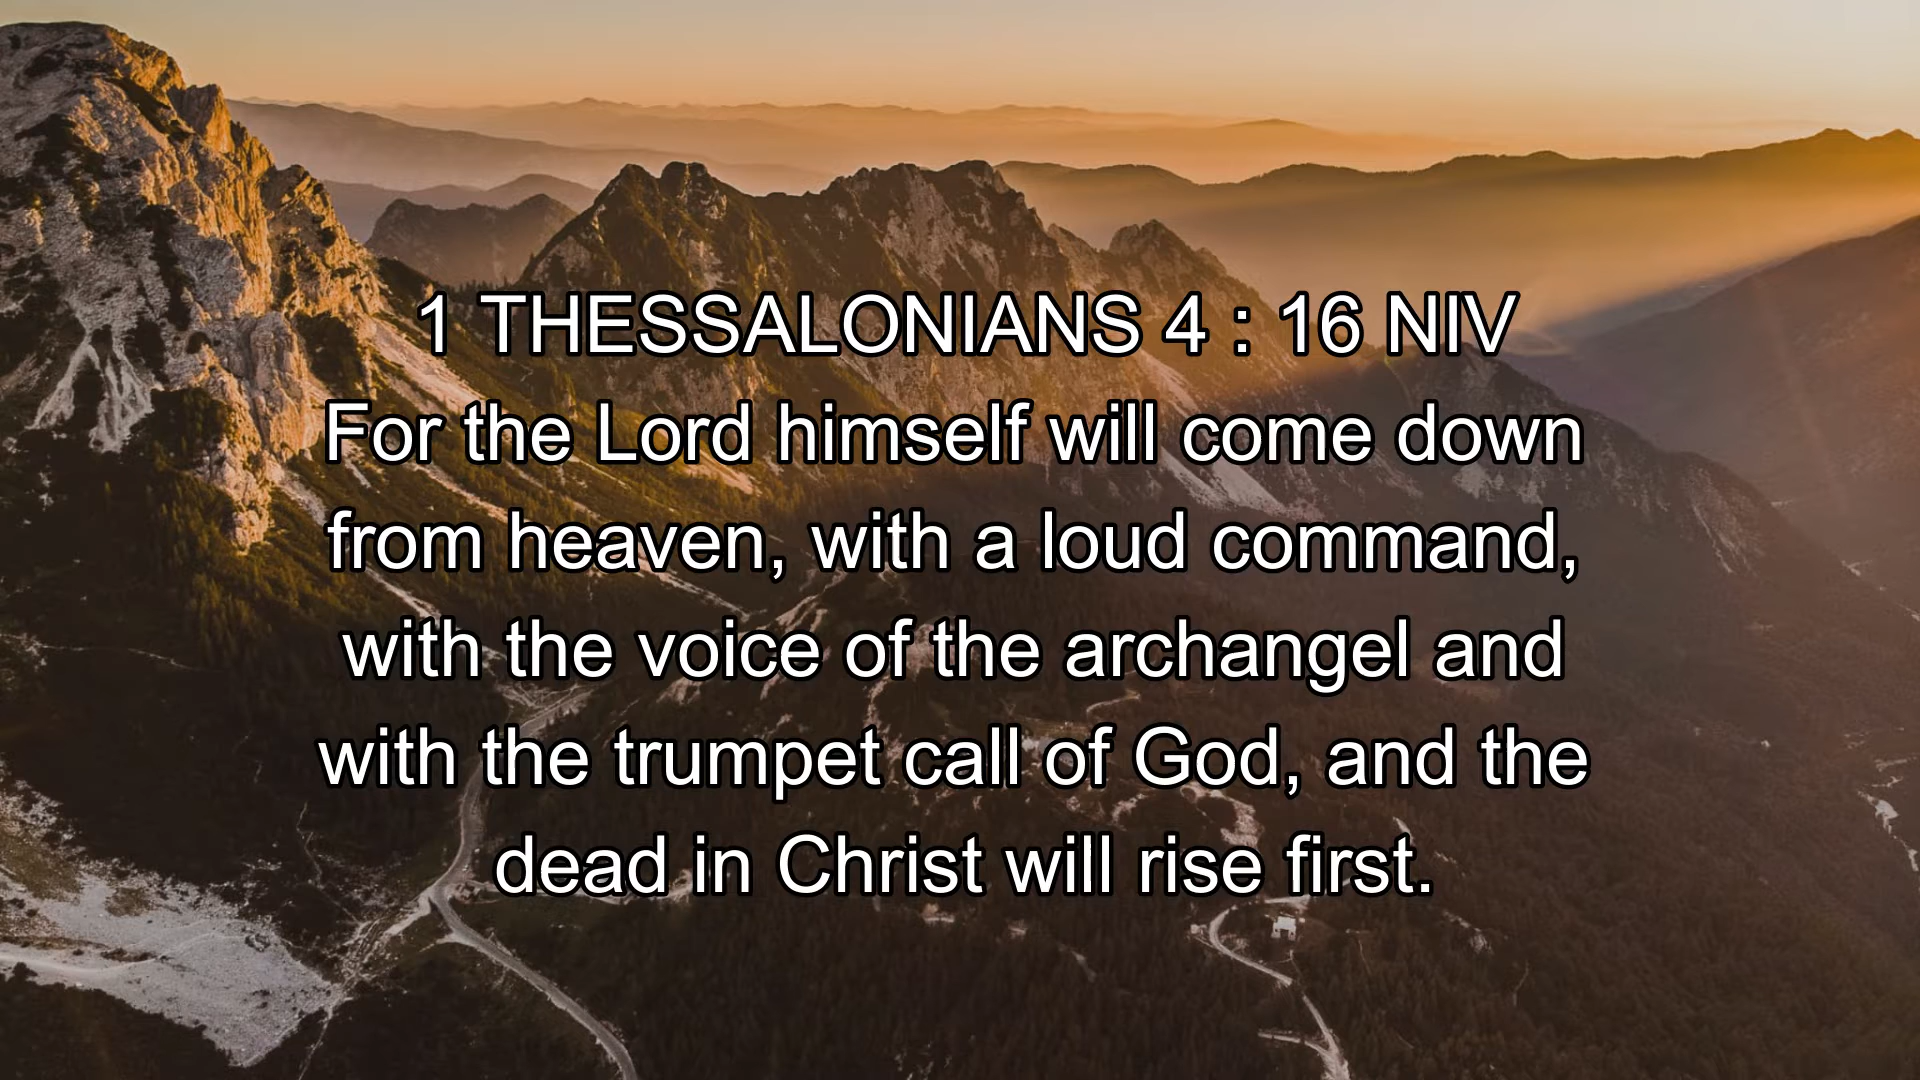 1 THESSALONIANS 4 : 16 NIV
For the Lord himself will come down
from heaven, with a loud command,
with the voice of the archangel and
with the trumpet call of God, and the
dead in Christ will rise first.